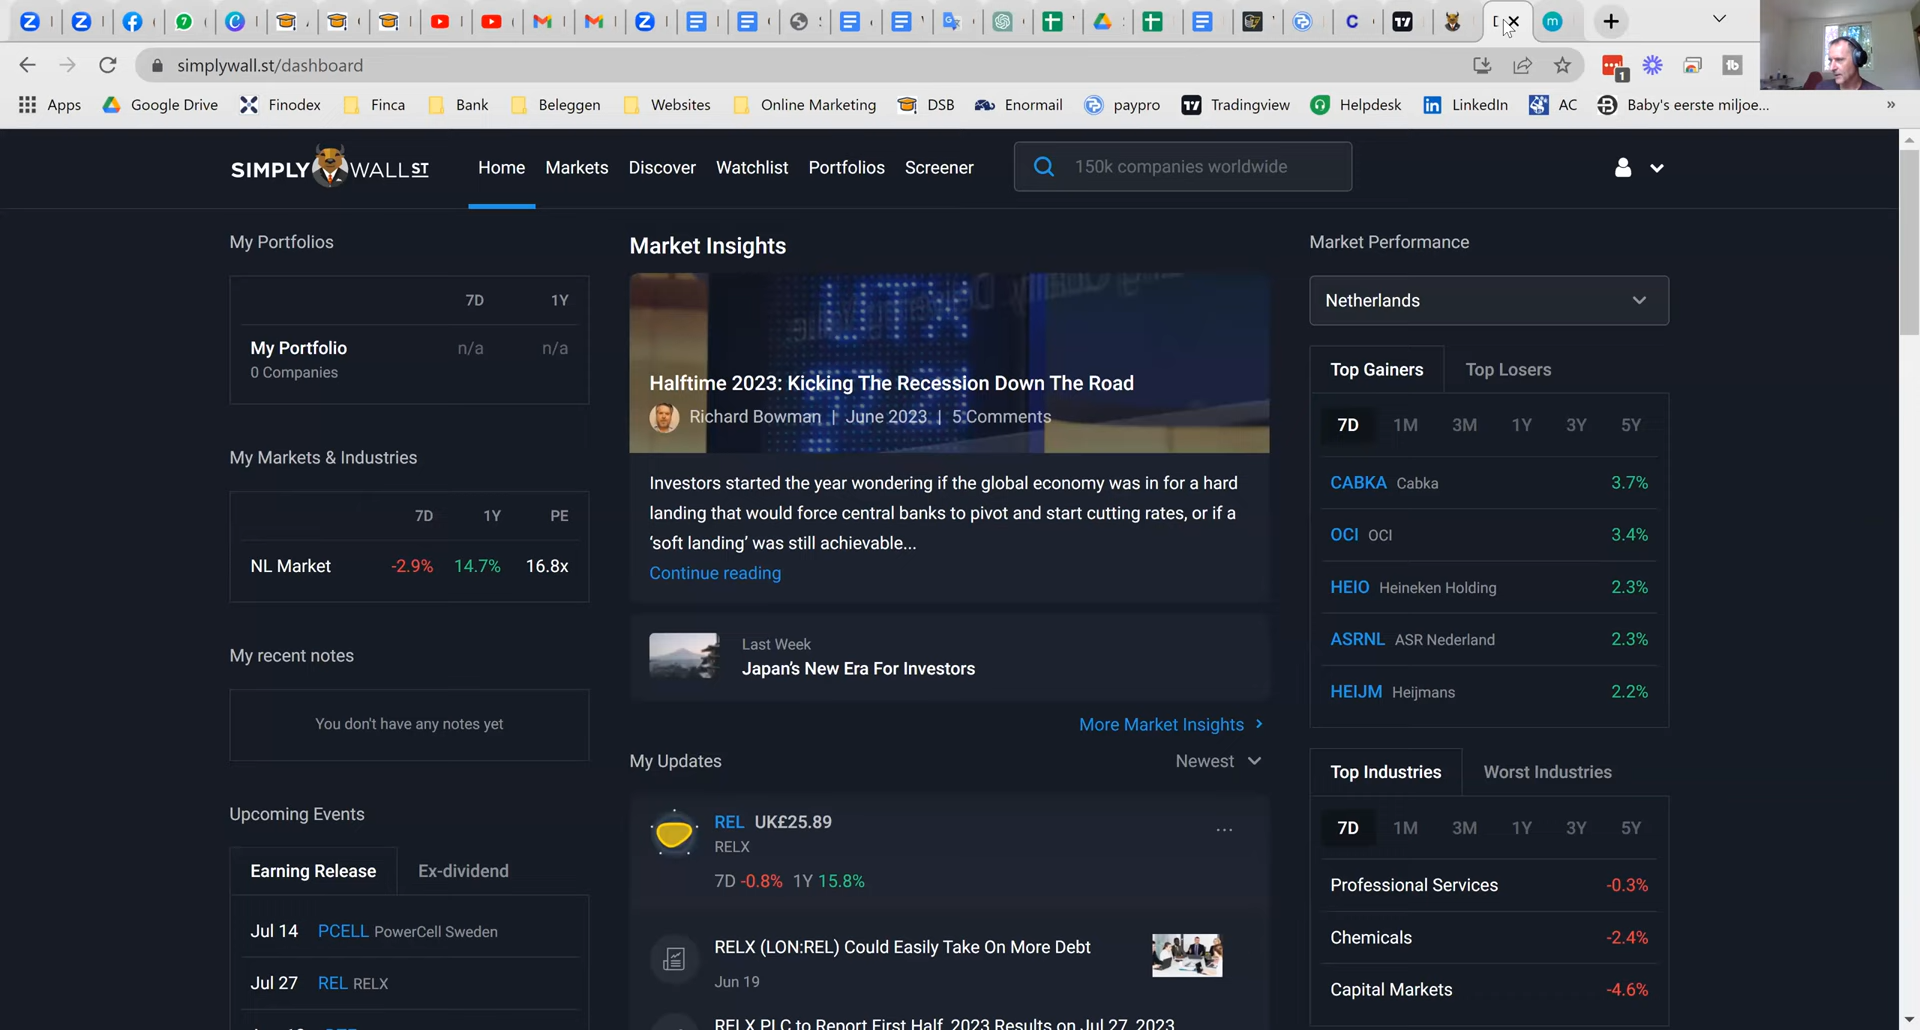 simplywall.st/dashboard
1
Apps Google Drive Finodex Finca Bank Beleggen Websites Online Marketing DSB Enormail paypro Tradingview Helpdesk LinkedIn AC Baby's eerste miljoe... »
SIMPLY WALL ST Home Markets Discover Watchlist Portfolios Screener 150k companies worldwide
My Portfolios
7D 1Y
My Portfolio n/a n/a
0 Companies
My Markets & Industries
7D 1Y PE
NL Market -2.9% 14.7% 16.8x
My recent notes
You don't have any notes yet
Upcoming Events
Earning Release Ex-dividend
Jul 14 PCELL PowerCell Sweden
Jul 27 REL RELX
Market Insights
Halftime 2023: Kicking The Recession Down The Road
Richard Bowman | June 2023 | 5 Comments
Investors started the year wondering if the global economy was in for a hard
landing that would force central banks to pivot and start cutting rates, or if a
‘soft landing’ was still achievable...
Continue reading
Last Week
Japan’s New Era For Investors
More Market Insights
My Updates Newest
REL UK£25.89
RELX
7D -0.8% 1Y 15.8%
RELX (LON:REL) Could Easily Take On More Debt
Jun 19
RELX PLC to Report First Half, 2023 Results on Jul 27, 2023
Market Performance
Netherlands
Top Gainers Top Losers
7D 1M 3M 1Y 3Y 5Y
CABKA Cabka 3.7%
OCI OCI 3.4%
HEIO Heineken Holding 2.3%
ASRNL ASR Nederland 2.3%
HEIJM Heijmans 2.2%
Top Industries Worst Industries
7D 1M 3M 1Y 3Y 5Y
Professional Services -0.3%
Chemicals -2.4%
Capital Markets -4.6%